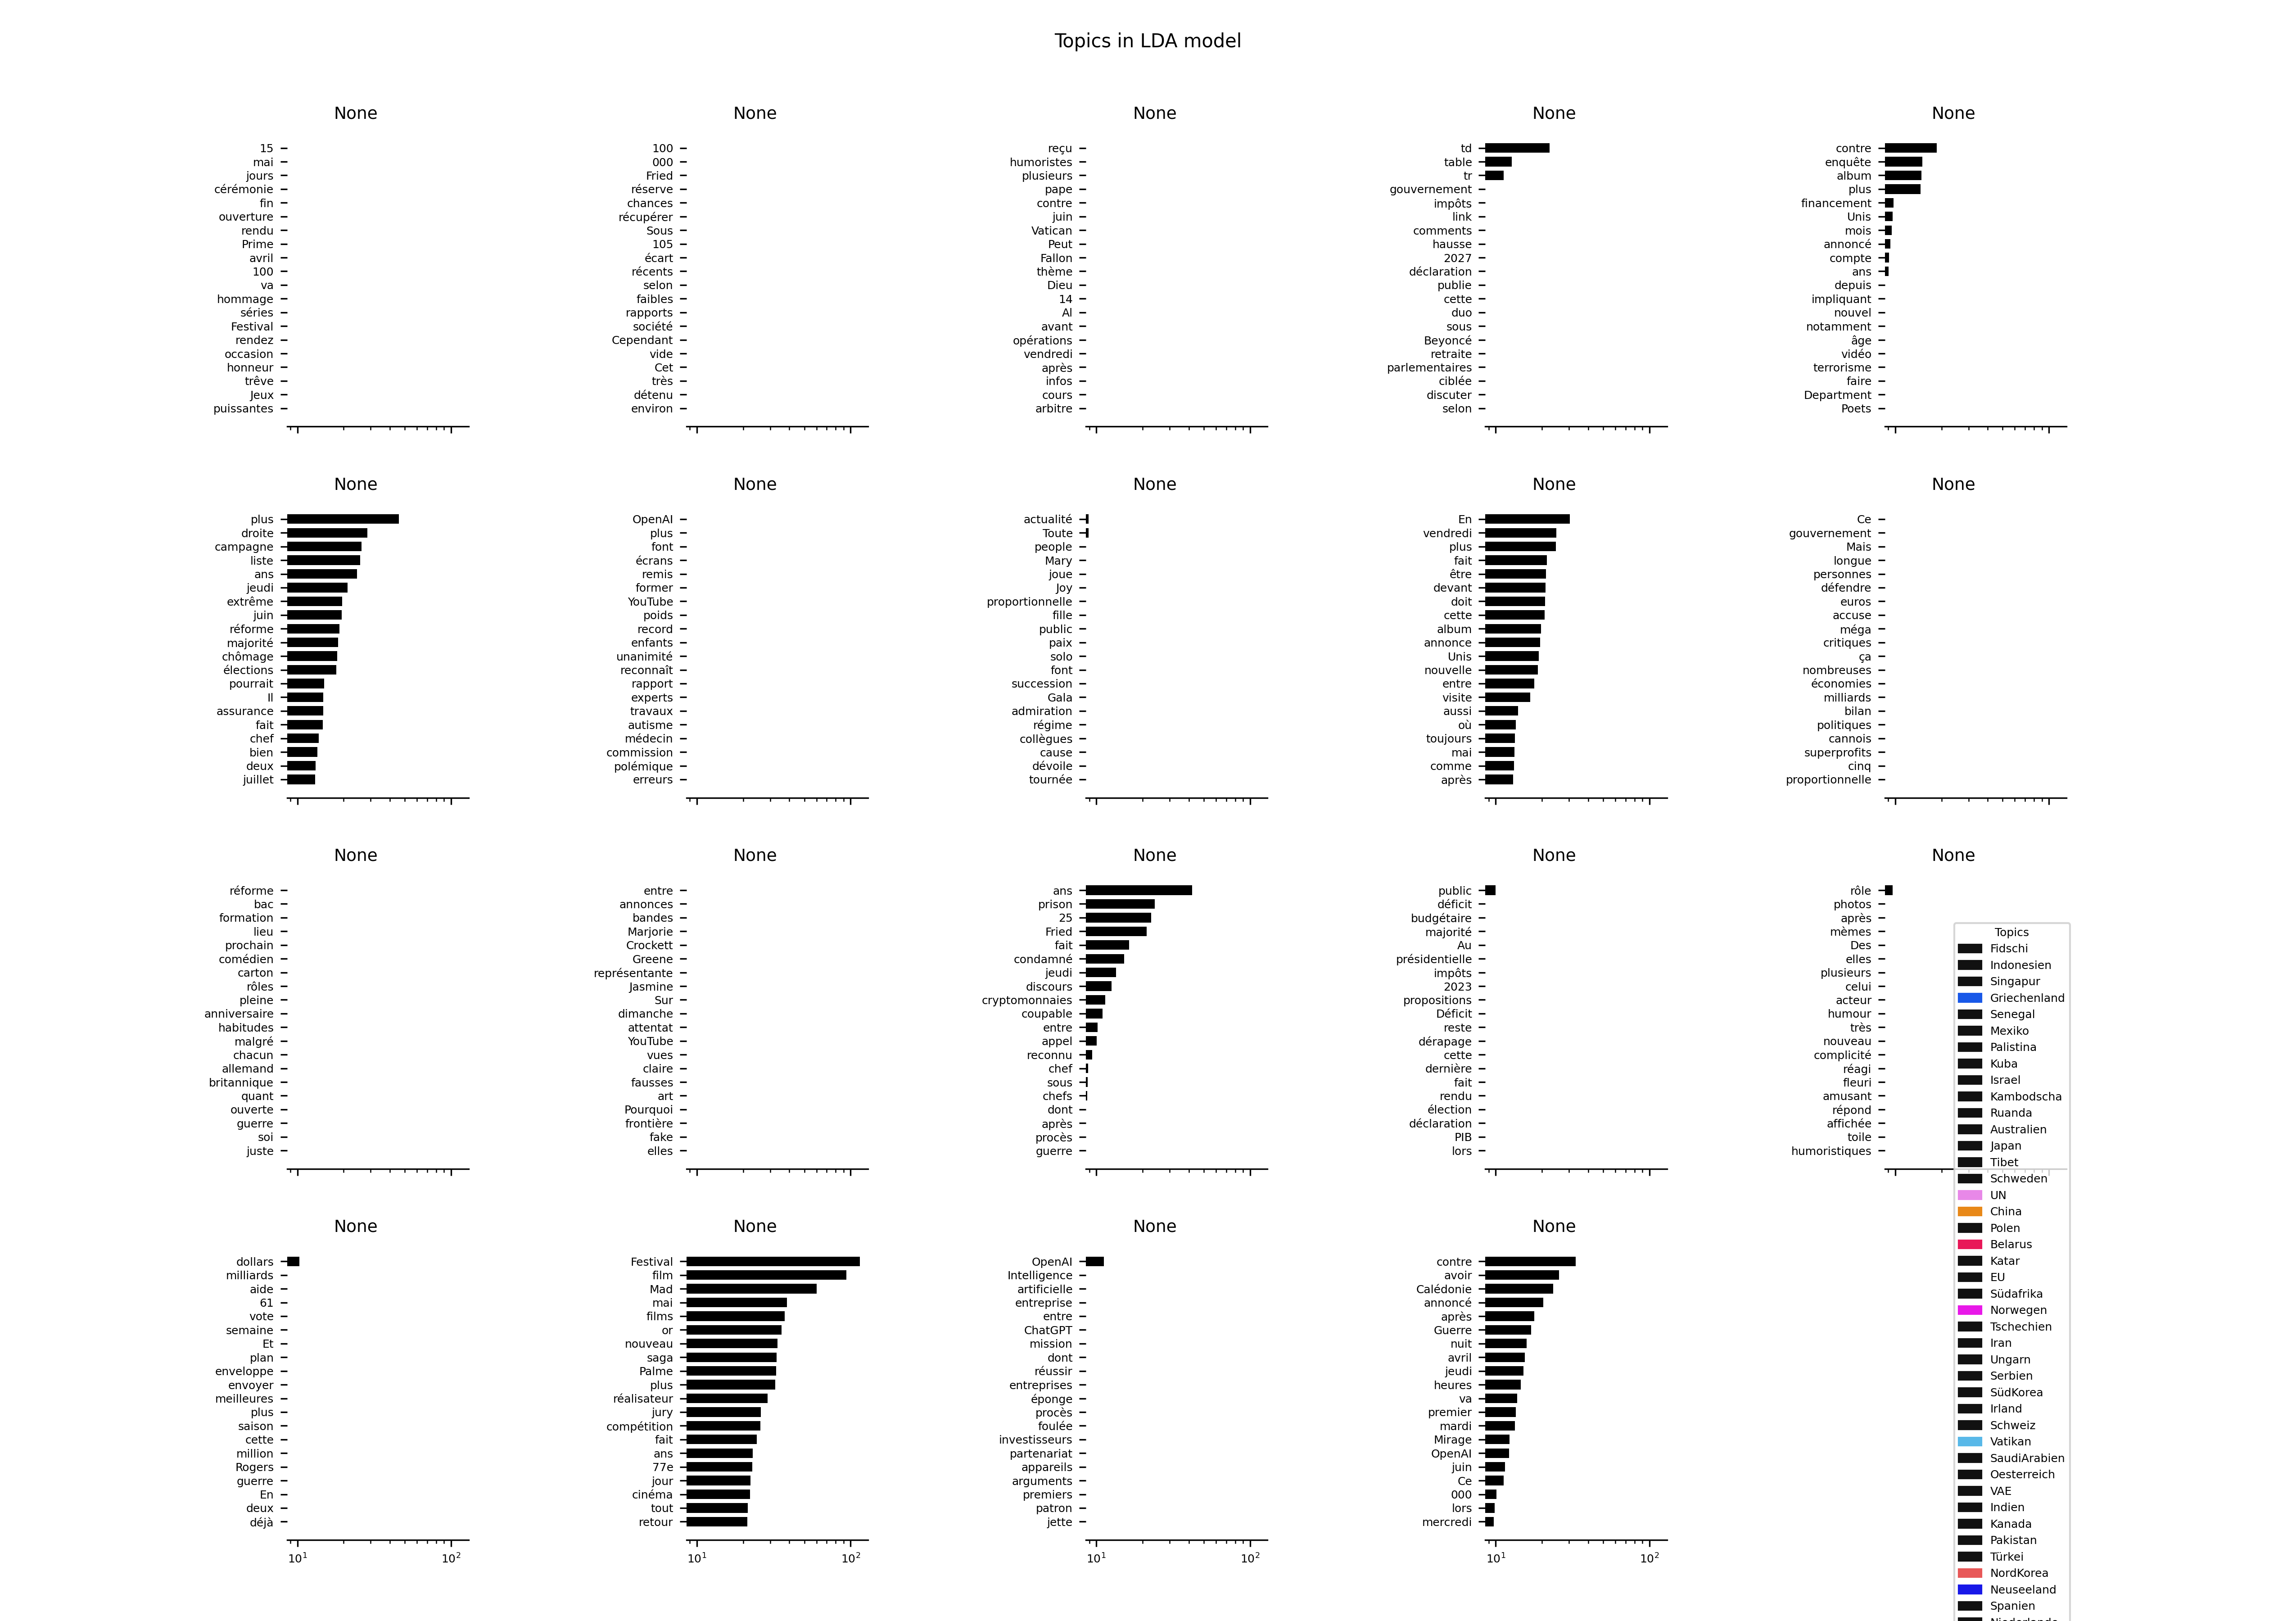 Topics in LDA model
None
15
mai
jours
cérémonie
fin
ouverture
rendu
Prime
avril
100
va
hommage
séries
Festival
rendez
occasion
honneur
trêve
Jeux
puissantes
None
100
000
Fried
réserve
chances
récupérer
Sous
105
écart
récents
selon
faibles
rapports
société
Cependant
vide
Cet
très
détenu
environ
None
reçu
humoristes
plusieurs
pape
contre
juin
Vatican
Peut
Fallon
thème
Dieu
14
Al
avant
opérations
vendredi
après
infos
cours
arbitre
None
td
table
tr
gouvernement
impôts
link
comments
hausse
2027
déclaration
publie
cette
duo
sous
Beyoncé
retraite
parlementaires
ciblée
discuter
selon
None
contre
enquête
album
plus
financement
Unis
mois
annoncé
compte
ans
depuis
impliquant
nouvel
notamment
âge
vidéo
terrorisme
faire
Department
Poets
None
plus
droite
campagne
liste
ans
jeudi
extrême
juin
réforme
majorité
chômage
élections
pourrait
Il
assurance
fait
chef
bien
deux
juillet
None
OpenAI
plus
font
écrans
remis
former
YouTube
poids
record
enfants
unanimité
reconnaît
rapport
experts
travaux
autisme
médecin
commission
polémique
erreurs
None
actualité
Toute
people
Mary
joue
Joy
proportionnelle
fille
public
paix
solo
font
succession
Gala
admiration
régime
collègues
cause
dévoile
tournée
None
En
vendredi
plus
fait
être
devant
doit
cette
album
annonce
Unis
nouvelle
entre
visite
aussi
où
toujours
mai
comme
après
None
Ce
gouvernement
Mais
longue
personnes
défendre
euros
accuse
méga
critiques
ça
nombreuses
économies
milliards
bilan
politiques
cannois
superprofits
cinq
proportionnelle
None
réforme
bac
formation
lieu
prochain
comédien
carton
rôles
pleine
anniversaire
habitudes
malgré
chacun
allemand
britannique
quant
ouverte
guerre
soi
juste
None
entre
annonces
bandes
Marjorie
Crockett
Greene
représentante
Jasmine
Sur
dimanche
attentat
YouTube
vues
claire
fausses
art
Pourquoi
frontière
fake
elles
None
ans
prison
25
Fried
fait
condamné
jeudi
discours
cryptomonnaies
coupable
entre
appel
reconnu
chef
sous
chefs
dont
après
procès
guerre
None
public
déficit
budgétaire
majorité
Au
présidentielle
impôts
2023
propositions
Déficit
reste
dérapage
cette
dernière
fait
rendu
élection
déclaration
PIB
lors
None
rôle
photos
après
mèmes
Des
elles
plusieurs
celui
acteur
humour
très
nouveau
complicité
réagi
fleuri
amusant
répond
affichée
toile
humoristiques
None
dollars
milliards
aide
61
vote
semaine
Et
plan
enveloppe
envoyer
meilleures
plus
saison
cette
million
Rogers
guerre
En
deux
déjà
10¹
10²
None
Festival
film
Mad
mai
films
or
nouveau
saga
Palme
plus
réalisateur
jury
compétition
fait
ans
77e
jour
cinéma
tout
retour
10¹
10²
None
OpenAI
Intelligence
artificielle
entreprise
entre
ChatGPT
mission
dont
réussir
entreprises
éponge
procès
foulée
investisseurs
partenariat
appareils
arguments
premiers
patron
jette
10¹
10²
None
contre
avoir
Calédonie
annoncé
après
Guerre
nuit
avril
jeudi
heures
va
premier
mardi
Mirage
OpenAI
juin
Ce
000
lors
mercredi
10¹
10²
Topics
Fidschi
Indonesien
Singapur
Griechenland
Senegal
Mexiko
Palistina
Kuba
Israel
Kambodscha
Ruanda
Australien
Japan
Tibet
Schweden
UN
China
Polen
Belarus
Katar
EU
Südafrika
Norwegen
Tschechien
Iran
Ungarn
Serbien
SüdKorea
Irland
Schweiz
Vatikan
SaudiArabien
Oesterreich
VAE
Indien
Kanada
Pakistan
Türkei
NordKorea
Neuseeland
Spanien